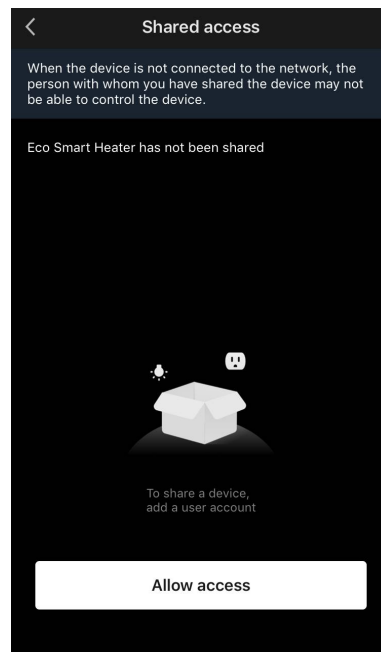 Shared access
When the device is not connected to the network, the
person with whom you have shared the device may not
be able to control the device.
Eco Smart Heater has not been shared
To share a device,
add a user account
Allow access